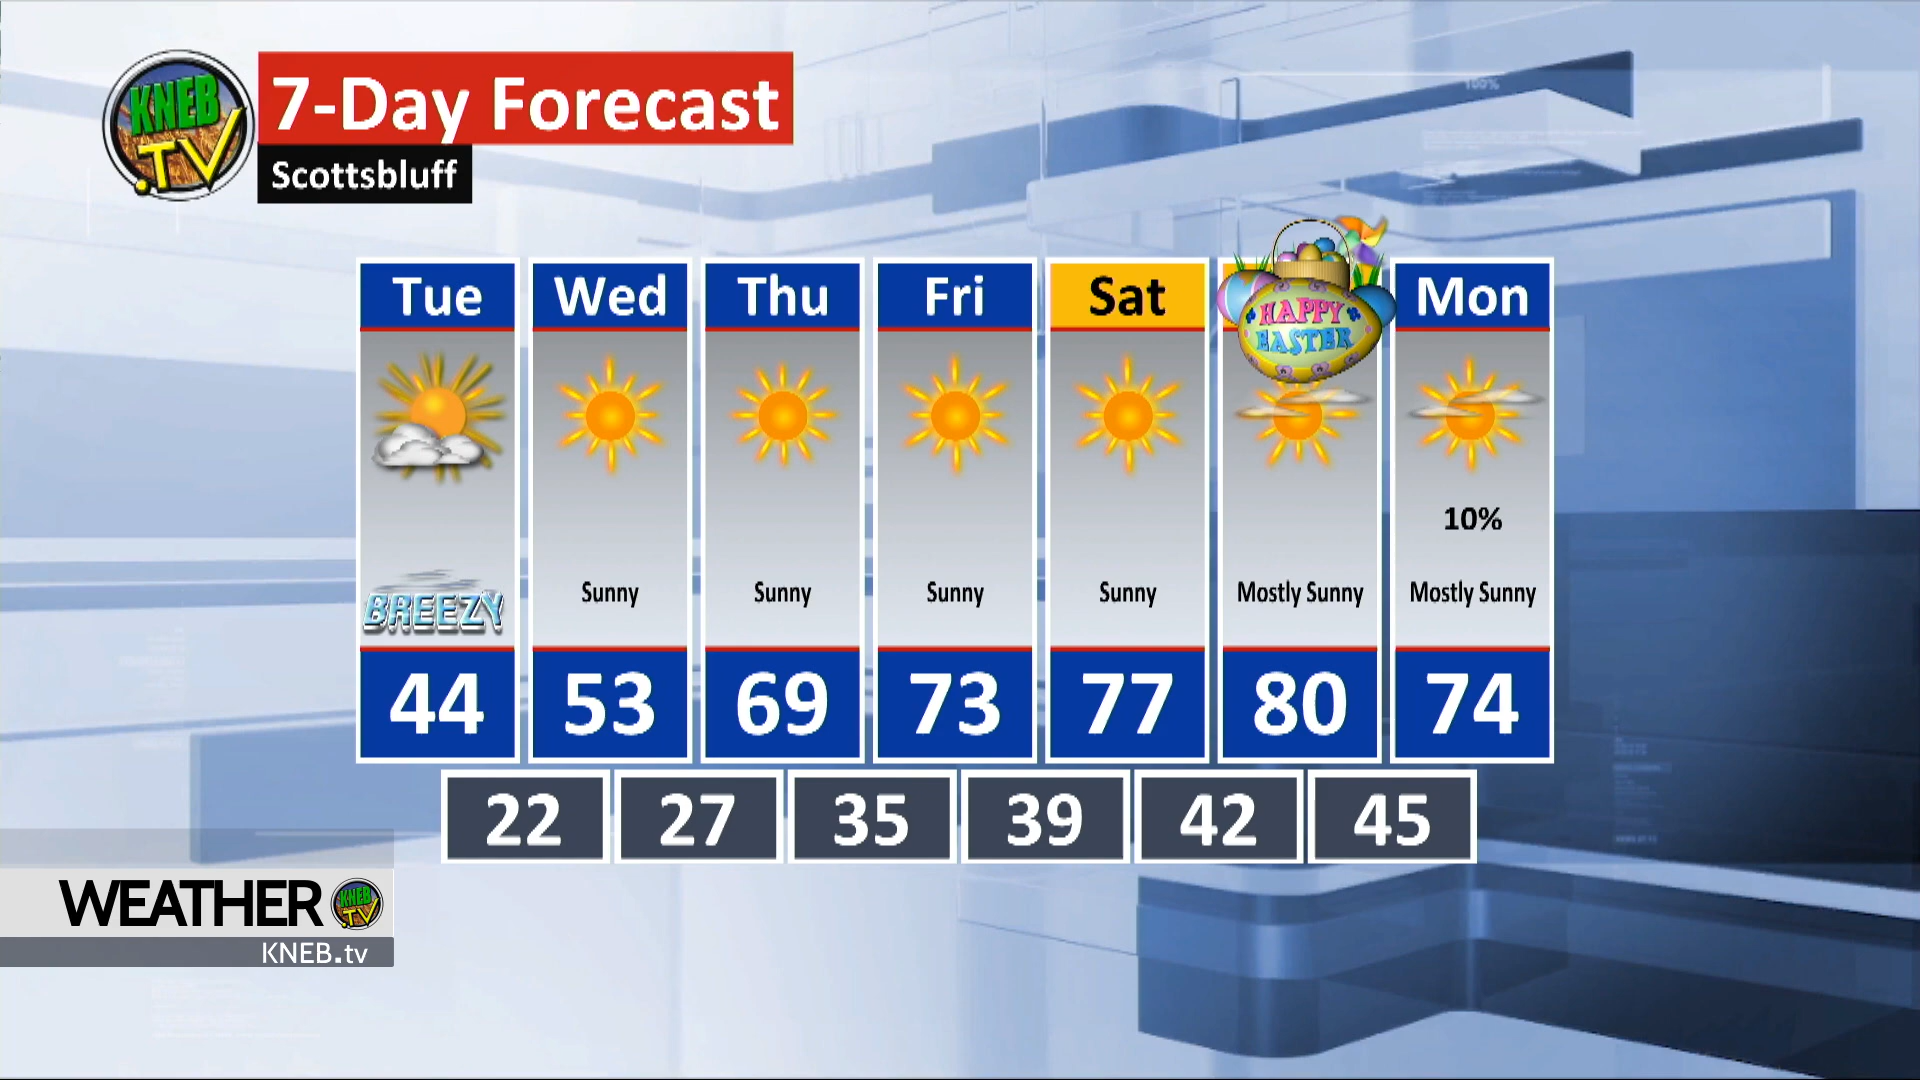 KNEB
.TV
7-Day Forecast
Scottsbluff
100%
Tue
Wed
Thu
Fri
Sat
HAPPY
EASTER
Mon
10%
BREEZY
Sunny
Sunny
Sunny
Sunny
Mostly Sunny
Mostly Sunny
44
53
69
73
77
80
74
22
27
35
39
42
45
WEATHER
KNEB
.TV
KNEB.tv